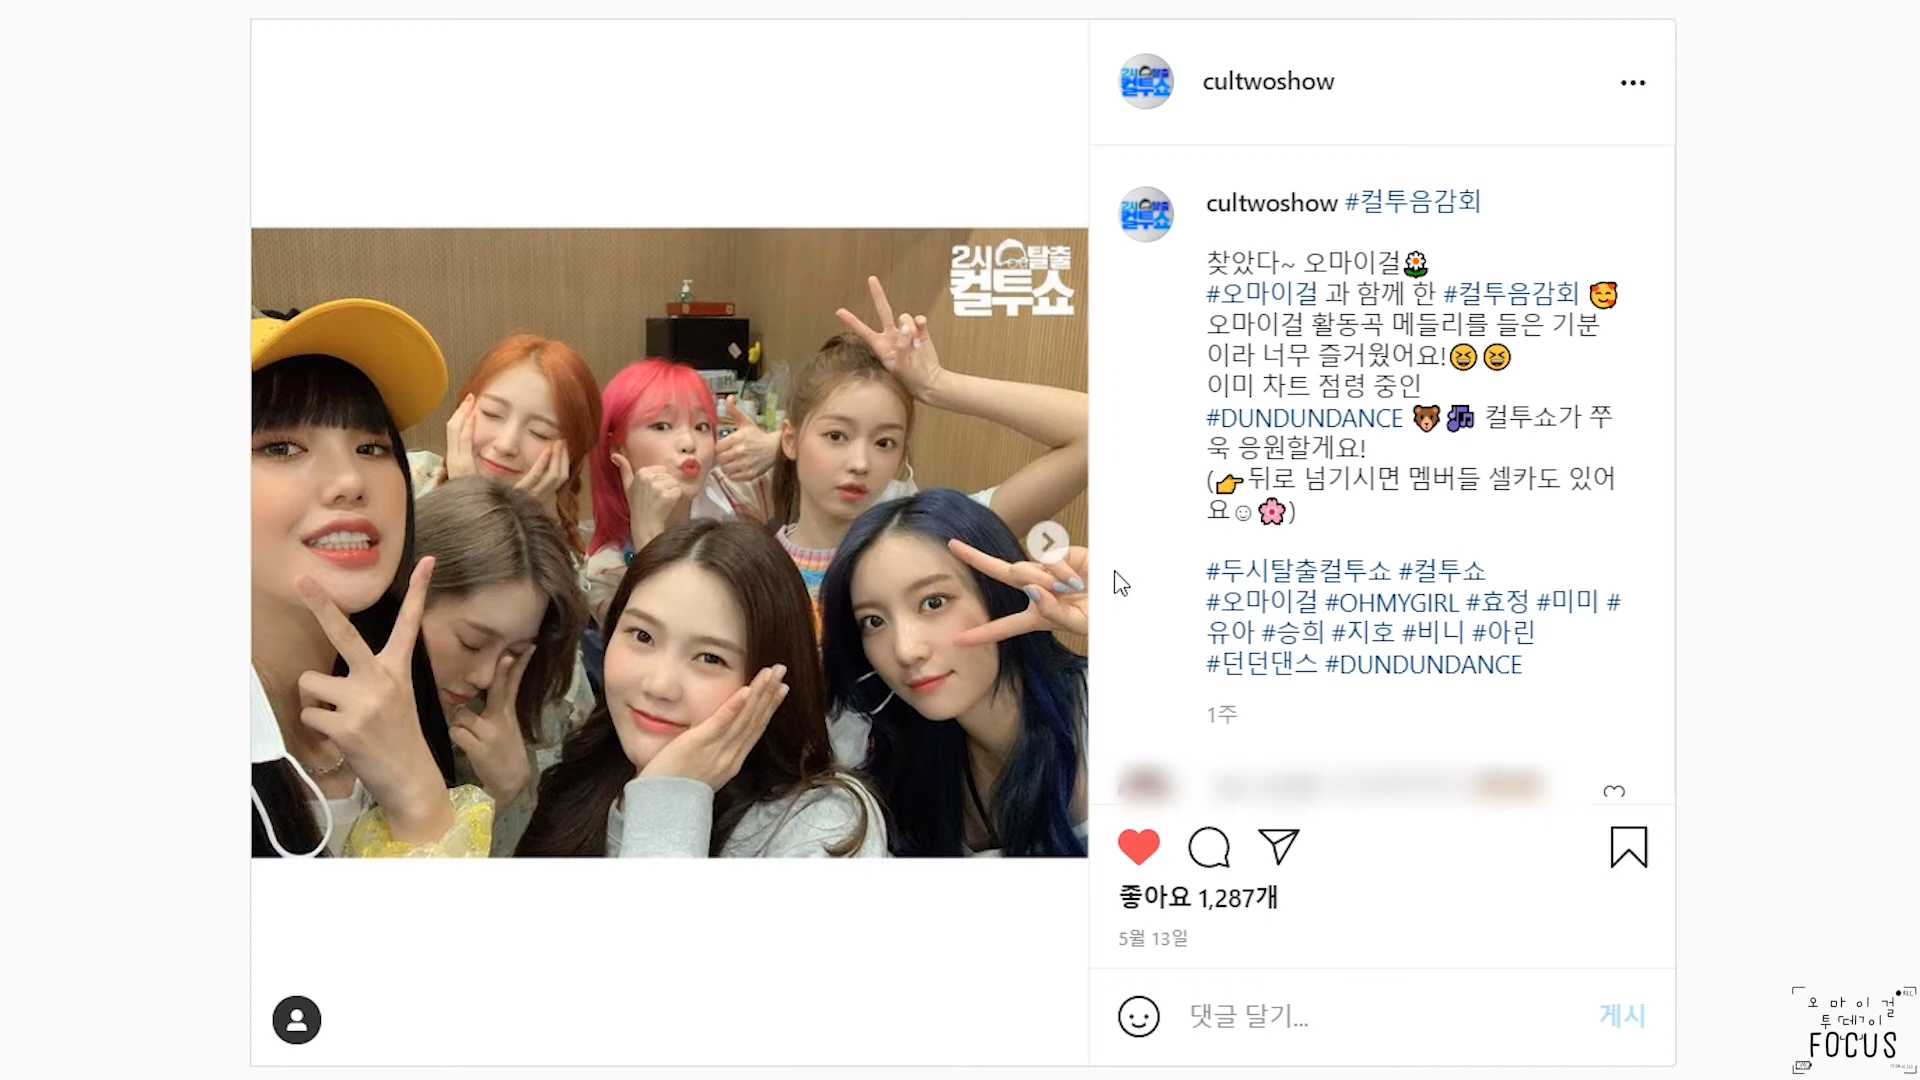 2시탈출
컬투쇼
cultwoshow
cultwoshow #컬투음감회
찾았다~ 오마이걸🌼
#오마이걸 과 함께 한 #컬투음감회 🥰
오마이걸 활동곡 메들리를 들은 기분
이라 너무 즐거웠어요!😆😆
이미 차트 점령 중인
#DUNDUNDANCE 🐻🎶 컬투쇼가 쭈
욱 응원할게요!
(👉뒤로 넘기시면 멤버들 셀카도 있어
요☺🌸)
#두시탈출컬투쇼 #컬투쇼
#오마이걸 #OHMYGIRL #효정 #미미 #
유아 #승희 #지호 #비니 #아린
#던던댄스 #DUNDUNDANCE
1주
좋아요 1,287개
5월 13일
댓글 달기...
게시
오마이걸
투데이
FOCUS